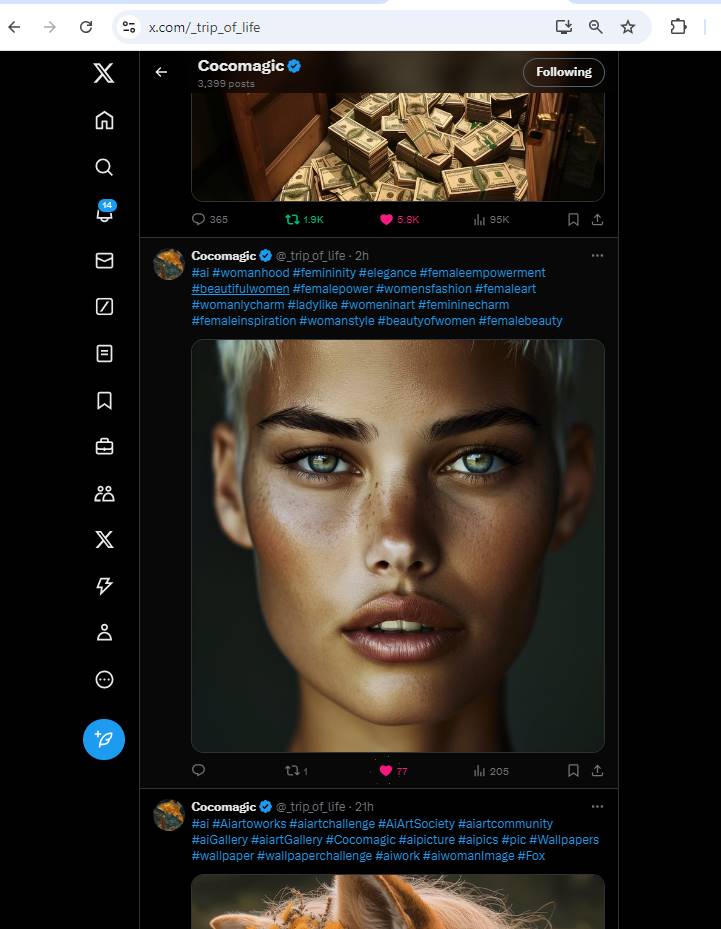 x.com/_trip_of_life
Cocomagic
3,399 posts
Following
365 1.9K 5.8K 95K
14
Cocomagic @_trip_of_life · 2h
#ai #womanhood #femininity #elegance #femaleempowerment
#beautifulwomen #femalepower #womensfashion #femaleart
#womanlycharm #ladylike #womeninart #femininecharm
#femaleinspiration #womanstyle #beautyofwomen #femalebeauty
1 77 205
Cocomagic @_trip_of_life · 21h
#ai #Aiartoworks #aiartchallenge #AiArtSociety #aiartcommunity
#aiGallery #aiartGallery #Cocomagic #aipicture #aipics #pic #Wallpapers
#wallpaper #wallpaperchallenge #aiwork #aiwomanImage #Fox